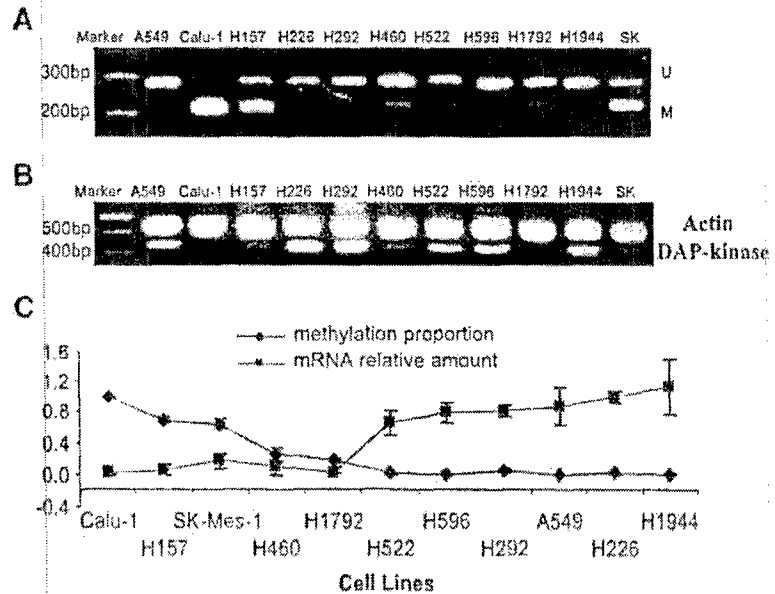 A
Marker A549 Calu-1 H157 H226 H292 H460 H522 H596 H1792 H1944 SK
300bp U
200bp M
B
Marker A549 Calu-1 H157 H226 H292 H460 H522 H596 H1792 H1944 SK
500bp Actin
400bp DAP-kinase
C
methylation proportion
mRNA relative amount
1.6
1.2
0.8
0.4
0.0
-0.4
Calu-1 SK-Mes-1 H1792 H596 A549 H1944
H157 H460 H522 H292 H226
Cell Lines